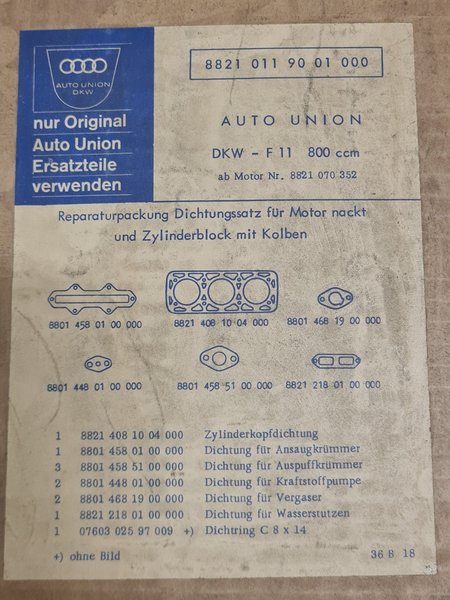 AUTO UNION
DKW
nur Original
Auto Union
Ersatzteile
verwenden
8821 011 90 01 000
AUTO UNION
DKW - F 11 800 ccm
ab Motor Nr. 8821 070 352
Reparaturpackung Dichtungssatz für Motor nackt
und Zylinderblock mit Kolben
8801 458 01 00 000 8821 408 10 04 000 8801 468 19 00 000
8801 448 01 00 000 8801 458 51 00 000 8821 218 01 00 000
1 8821 408 10 04 000 Zylinderkopfdichtung
1 8801 458 01 00 000 Dichtung für Ansaugkrümmer
3 8801 458 51 00 000 Dichtung für Auspuffkrümmer
2 8801 448 01 00 000 Dichtung für Kraftstoffpumpe
2 8801 468 19 00 000 Dichtung für Vergaser
1 8821 218 01 00 000 Dichtung für Wasserstutzen
1 07603 025 97 009 +) Dichtring C 8 x 14
+) ohne Bild 36 B 18